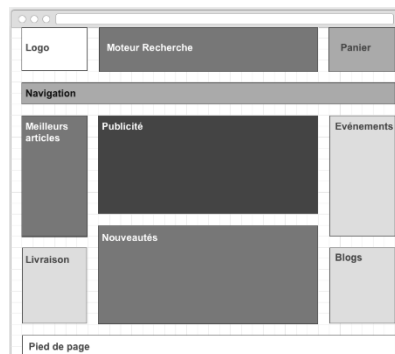 Logo
Moteur Recherche
Panier
Navigation
Meilleurs
articles
Publicité
Evénements
Nouveautés
Livraison
Blogs
Pied de page